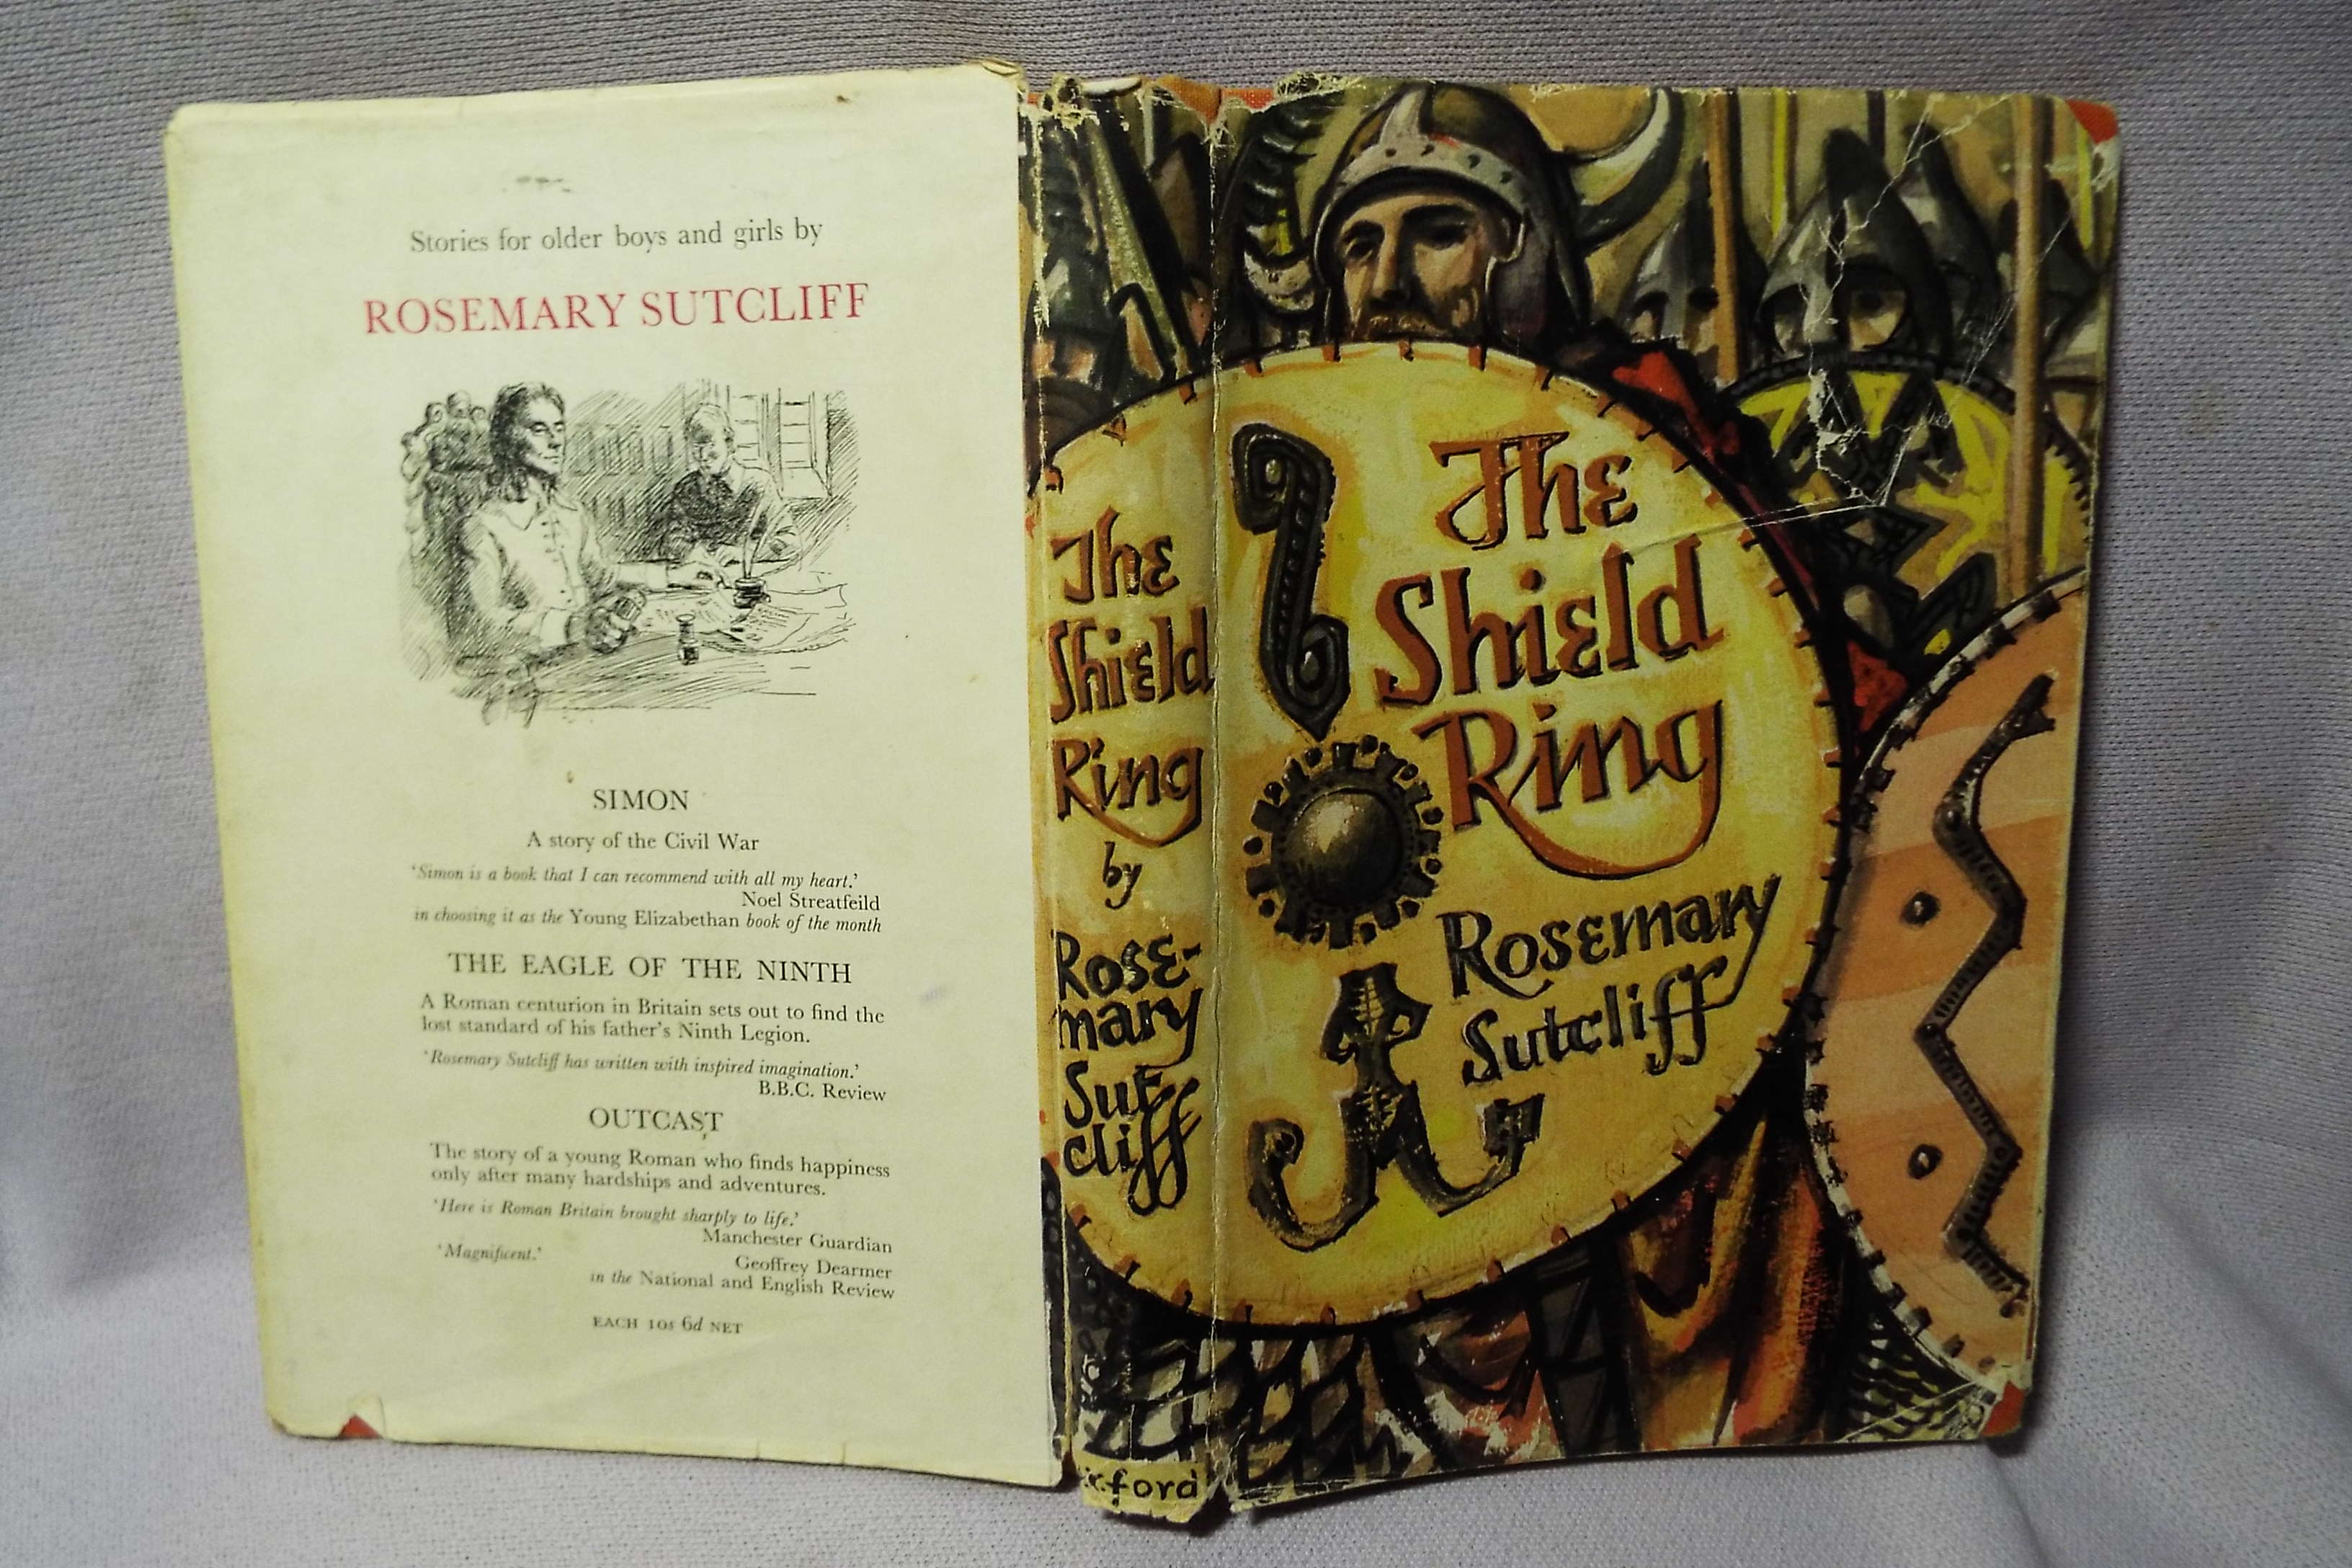 Stories for older boys and girls by
ROSEMARY SUTCLIFF
SIMON
A story of the Civil War
'Simon is a book that I can recommend with all my heart.'
Noel Streatfeild
in choosing it as the Young Elizabethan book of the month
THE EAGLE OF THE NINTH
A Roman centurion in Britain sets out to find the
lost standard of his father's Ninth Legion.
'Rosemary Sutcliff has written with inspired imagination.'
B.B.C. Review
OUTCAST
The story of a young Roman who finds happiness
only after many hardships and adventures.
'Here is Roman Britain brought sharply to life.'
Manchester Guardian
'Magnificent.'
Geoffrey Dearmer
in the National and English Review
EACH 10s 6d NET
The
Shield
Ring
by
Rose-
mary
Sut
cliff
xford
The
Shield
Ring
Rosemary
Sutcliff